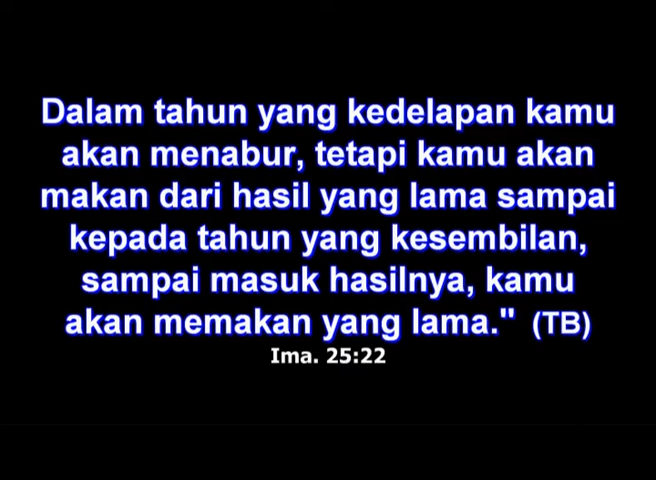 Dalam tahun yang kedelapan kamu
akan menabur, tetapi kamu akan
makan dari hasil yang lama sampai
kepada tahun yang kesembilan,
sampai masuk hasilnya, kamu
akan memakan yang lama." (TB)
Ima. 25:22